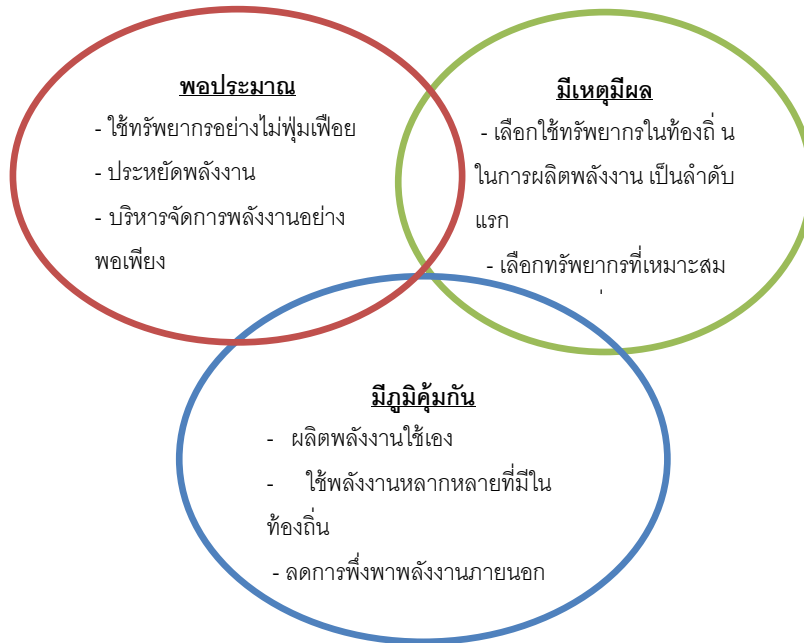 พอประมาณ
- ใช้ทรัพยากรอย่างไม่ฟุ่มเฟือย
- ประหยัดพลังงาน
- บริหารจัดการพลังงานอย่าง
พอเพียง
มีเหตุมีผล
- เลือกใช้ทรัพยากรในท้องถิ่ น
ในการผลิตพลังงาน เป็นลำดับ
แรก
- เลือกทรัพยากรที่เหมาะสม
มีภูมิคุ้มกัน
- ผลิตพลังงานใช้เอง
- ใช้พลังงานหลากหลายที่มีใน
ท้องถิ่น
- ลดการพึ่งพาพลังงานภายนอก